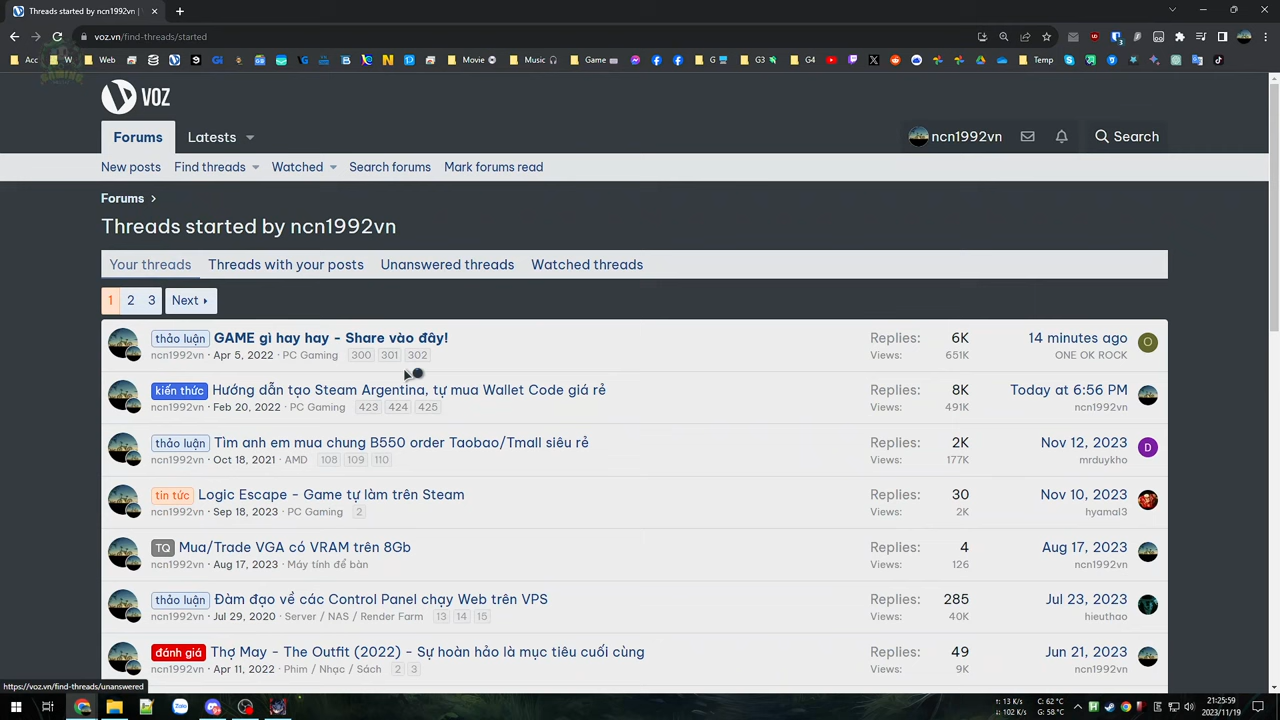 Threads started by ncn1992vn |
voz.vn/find-threads/started
Acc
W
Web
Movie
Music
Game
G
G3
G4
Temp
GAMING
VOZ
Forums
Latests
ncn1992vn
Search
New posts
Find threads
Watched
Search forums
Mark forums read
Forums
Threads started by ncn1992vn
Your threads
Threads with your posts
Unanswered threads
Watched threads
1 2 3 Next
thảo luận GAME gì hay hay - Share vào đây! Replies: 6K 14 minutes ago
ncn1992vn · Apr 5, 2022 · PC Gaming 300 301 302 Views: 651K ONE OK ROCK
O
kiến thức Hướng dẫn tạo Steam Argentina, tự mua Wallet Code giá rẻ Replies: 8K Today at 6:56 PM
ncn1992vn · Feb 20, 2022 · PC Gaming 423 424 425 Views: 491K ncn1992vn
thảo luận Tìm anh em mua chung B550 order Taobao/Tmall siêu rẻ Replies: 2K Nov 12, 2023
ncn1992vn · Oct 18, 2021 · AMD 108 109 110 Views: 177K mrduykho
D
tin tức Logic Escape - Game tự làm trên Steam Replies: 30 Nov 10, 2023
ncn1992vn · Sep 18, 2023 · PC Gaming 2 Views: 2K hyamal3
TQ Mua/Trade VGA có VRAM trên 8Gb Replies: 4 Aug 17, 2023
ncn1992vn · Aug 17, 2023 · Máy tính để bàn Views: 126 ncn1992vn
thảo luận Đàm đạo về các Control Panel chạy Web trên VPS Replies: 285 Jul 23, 2023
ncn1992vn · Jul 29, 2020 · Server / NAS / Render Farm 13 14 15 Views: 40K hieuthao
đánh giá Thợ May - The Outfit (2022) - Sự hoàn hảo là mục tiêu cuối cùng Replies: 49 Jun 21, 2023
ncn1992vn · Apr 11, 2022 · Phim / Nhạc / Sách 2 3 Views: 9K ncn1992vn
https://voz.vn/find-threads/unanswered
13 K/s C: 62 °C
102 K/s G: 58 °C
21:25:59
2023/11/19